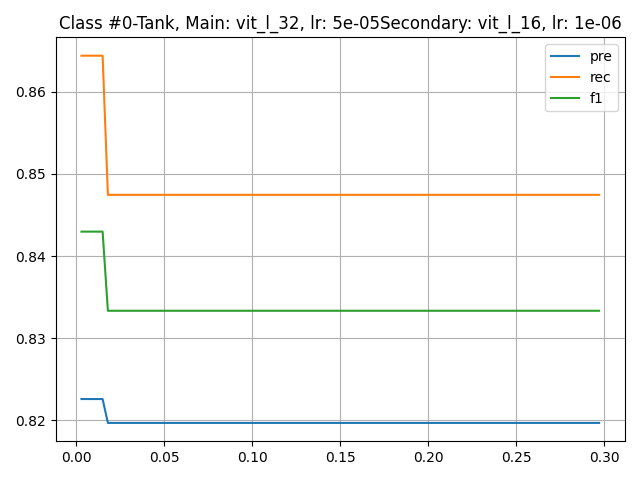 Class #0-Tank, Main: vit_l_32, lr: 5e-05Secondary: vit_l_16, lr: 1e-06
pre
rec
f1
0.86
0.85
0.84
0.83
0.82
0.00 0.05 0.10 0.15 0.20 0.25 0.30